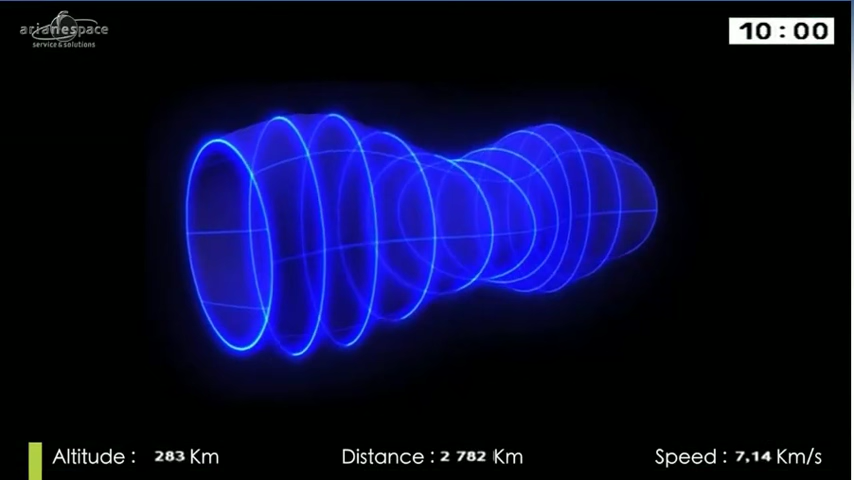 arianespace
service & solutions
10:00
Altitude : 283 Km
Distance : 2 782 Km
Speed : 7,14 Km/s